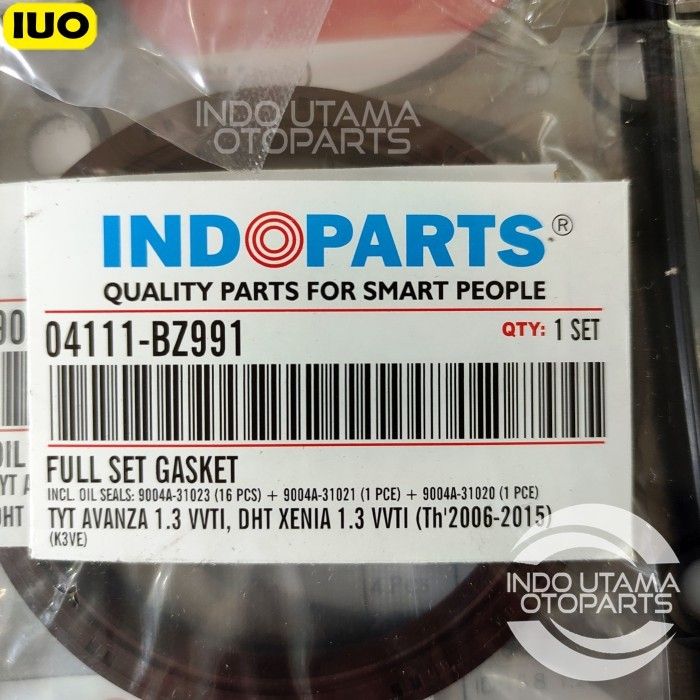 IUO
INDO UTAMA
OTOPARTS
INDOPARTS®
QUALITY PARTS FOR SMART PEOPLE
04111-BZ991
QTY: 1 SET
FULL SET GASKET
INCL. OIL SEALS: 9004A-31023 (16 PCS) + 9004A-31021 (1 PCE) + 9004A-31020 (1 PCE)
TYT AVANZA 1.3 VVTI, DHT XENIA 1.3 VVTI (Th'2006-2015)
(K3VE)
INDO UTAMA
OTOPARTS